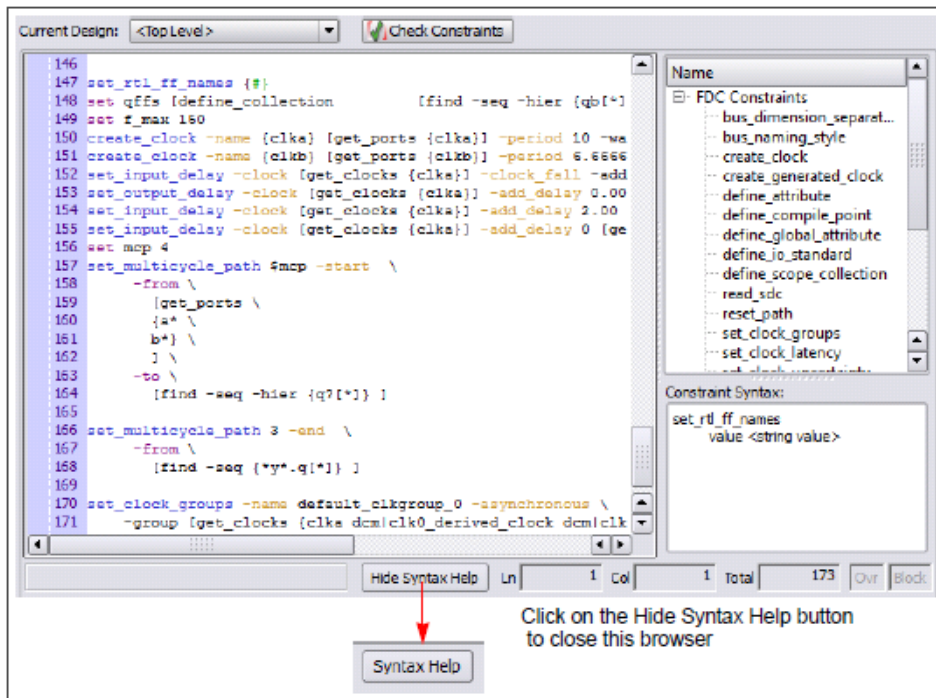 Current Design: <Top Level> Check Constraints
146
147 set_rtl_ff_names {#}
148 set qffs [define_collection [find -seq -hier {qb[*]
149 set f_max 150
150 create_clock -name {clka} [get_ports {clka}] -period 10 -wa
151 create_clock -name {clkb} [get_ports {clkb}] -period 6.6666
152 set_input_delay -clock [get_clocks {clka}] -clock_fall -add
153 set_output_delay -clock [get_clocks {clka}] -add_delay 0.00
154 set_input_delay -clock [get_clocks {clka}] -add_delay 2.00
155 set_input_delay -clock [get_clocks {clka}] -add_delay 0 [ge
156 set mcp 4
157 set_multicycle_path $mcp -start \
158 -from \
159 [get_ports \
160 {a* \
161 b*} \
162 ] \
163 -to \
164 [find -seq -hier {q?[*]} ]
165
166 set_multicycle_path 3 -end \
167 -from \
168 [find -seq {*y*.q[*]} ]
169
170 set_clock_groups -name default_clkgroup_0 -asynchronous \
171 -group [get_clocks {clka dcm|clk0_derived_clock dcm|clk
Name
FDC Constraints
bus_dimension_separat...
bus_naming_style
create_clock
create_generated_clock
define_attribute
define_compile_point
define_global_attribute
define_io_standard
define_scope_collection
read_sdc
reset_path
set_clock_groups
set_clock_latency
Constraint Syntax:
set_rtl_ff_names
value <string value>
Hide Syntax Help Ln 1 Col 1 Total 173 Ovr Block
Click on the Hide Syntax Help button
to close this browser
Syntax Help